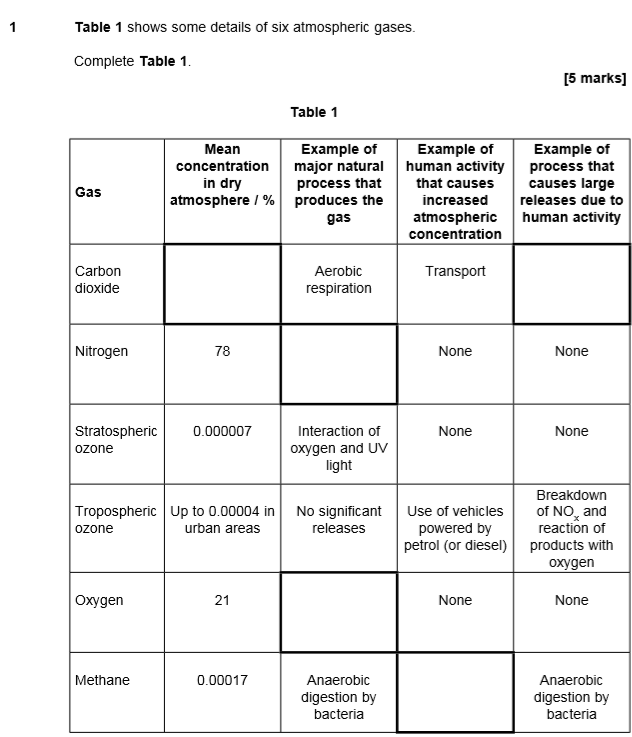 1 Table 1 shows some details of six atmospheric gases.
Complete Table 1.
[5 marks]
Table 1
Gas
Mean
concentration
in dry
atmosphere / %
Example of
major natural
process that
produces the
gas
Example of
human activity
that causes
increased
atmospheric
concentration
Example of
process that
causes large
releases due to
human activity
Carbon
dioxide
Aerobic
respiration
Transport
Nitrogen
78
None
None
Stratospheric
ozone
0.000007
Interaction of
oxygen and UV
light
None
None
Tropospheric
ozone
Up to 0.00004 in
urban areas
No significant
releases
Use of vehicles
powered by
petrol (or diesel)
Breakdown
of NOx and
reaction of
products with
oxygen
Oxygen
21
None
None
Methane
0.00017
Anaerobic
digestion by
bacteria
Anaerobic
digestion by
bacteria